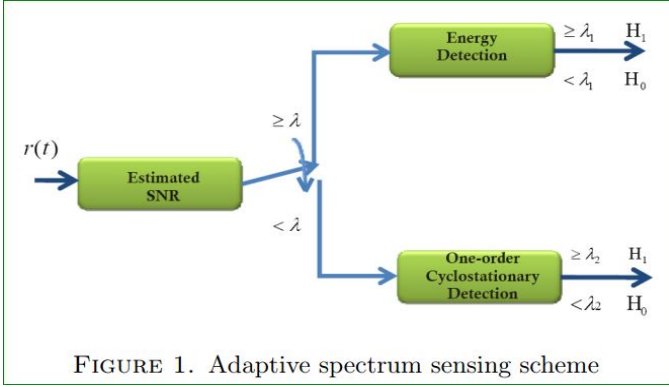 Energy
Detection
≥ λ₁ H₁
< λ₁ H₀
≥ λ
r(t)
Estimated
SNR
< λ
One-order
Cyclostationary
Detection
≥ λ₂ H₁
<λ2 H₀
FIGURE 1. Adaptive spectrum sensing scheme